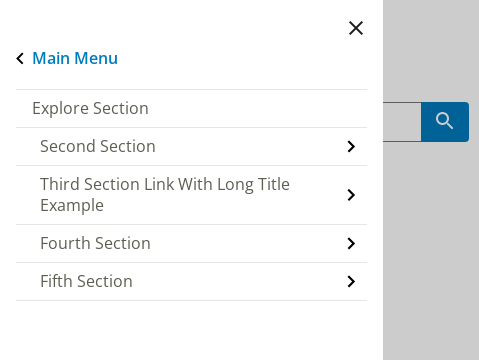 Main Menu
Explore Section
Second Section
Third Section Link With Long Title
Example
Fourth Section
Fifth Section